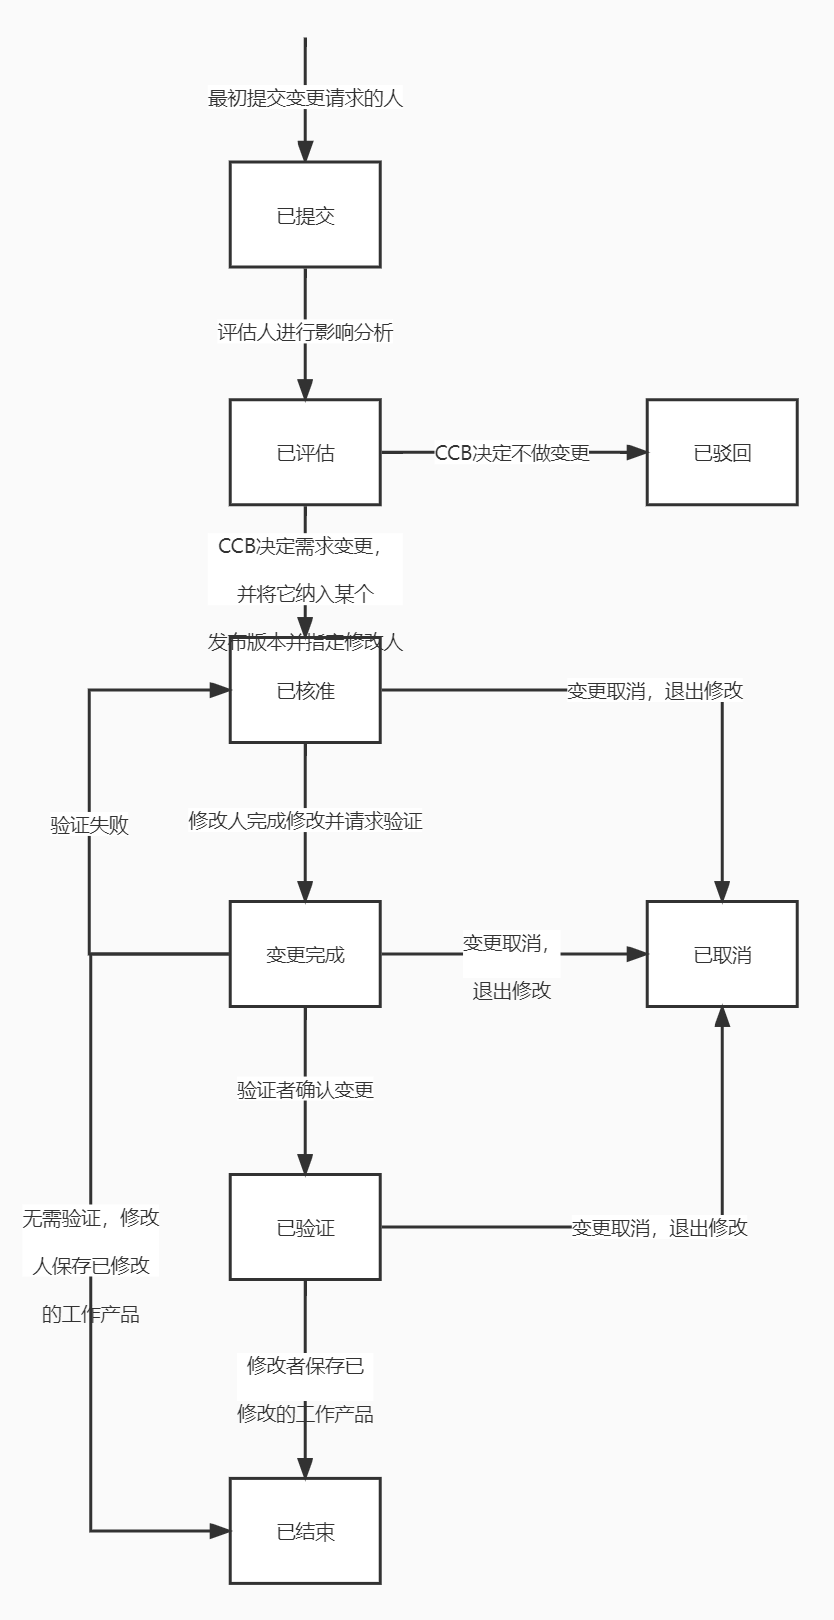 最初提交变更请求的人
已提交
评估人进行影响分析
已评估
CCB决定不做变更
已驳回
CCB决定需求变更，
并将它纳入某个
发布版本并指定修改人
已核准
变更取消，退出修改
验证失败
修改人完成修改并请求验证
变更完成
变更取消，
退出修改
已取消
验证者确认变更
无需验证，修改
人保存已修改
的工作产品
已验证
变更取消，退出修改
修改者保存已
修改的工作产品
已结束